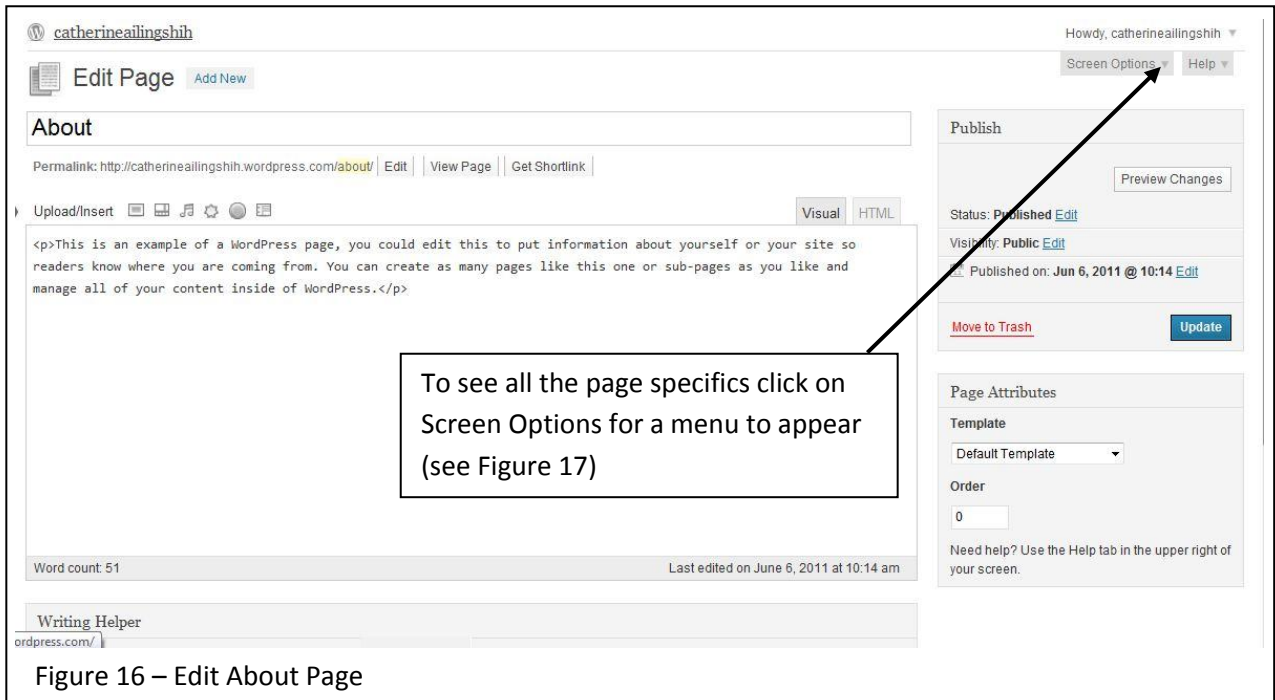 catherineailingshih
Howdy, catherineailingshih
Screen Options
Help
Edit Page
Add New
About
Permalink: http://catherineailingshih.wordpress.com/about/ Edit View Page Get Shortlink
Upload/Insert
Visual
HTML
<p>This is an example of a WordPress page, you could edit this to put information about yourself or your site so
readers know where you are coming from. You can create as many pages like this one or sub-pages as you like and
manage all of your content inside of WordPress.</p>
To see all the page specifics click on
Screen Options for a menu to appear
(see Figure 17)
Word count: 51
Last edited on June 6, 2011 at 10:14 am
Writing Helper
ordpress.com/
Publish
Preview Changes
Status: Published Edit
Visibility: Public Edit
Published on: Jun 6, 2011 @ 10:14 Edit
Move to Trash
Update
Page Attributes
Template
Default Template
Order
0
Need help? Use the Help tab in the upper right of
your screen.
Figure 16 – Edit About Page